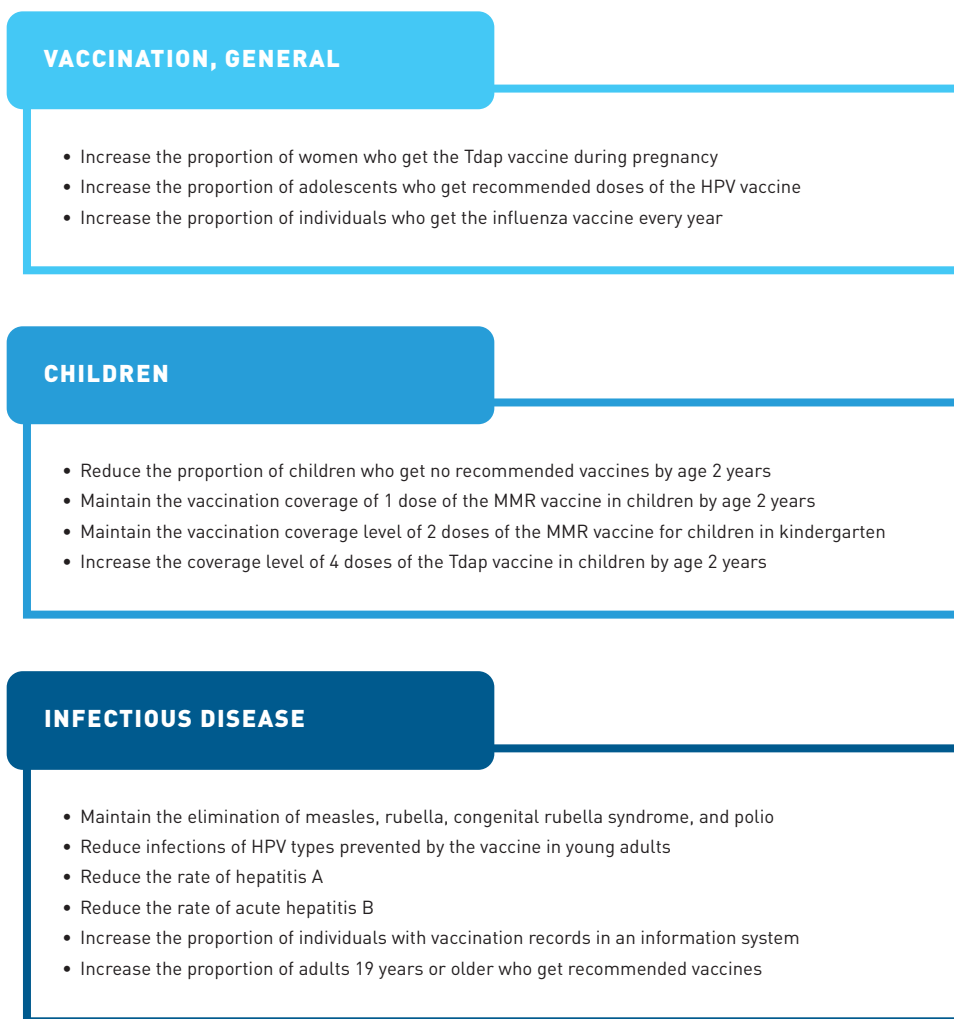 VACCINATION, GENERAL
• Increase the proportion of women who get the Tdap vaccine during pregnancy
• Increase the proportion of adolescents who get recommended doses of the HPV vaccine
• Increase the proportion of individuals who get the influenza vaccine every year
CHILDREN
• Reduce the proportion of children who get no recommended vaccines by age 2 years
• Maintain the vaccination coverage of 1 dose of the MMR vaccine in children by age 2 years
• Maintain the vaccination coverage level of 2 doses of the MMR vaccine for children in kindergarten
• Increase the coverage level of 4 doses of the Tdap vaccine in children by age 2 years
INFECTIOUS DISEASE
• Maintain the elimination of measles, rubella, congenital rubella syndrome, and polio
• Reduce infections of HPV types prevented by the vaccine in young adults
• Reduce the rate of hepatitis A
• Reduce the rate of acute hepatitis B
• Increase the proportion of individuals with vaccination records in an information system
• Increase the proportion of adults 19 years or older who get recommended vaccines